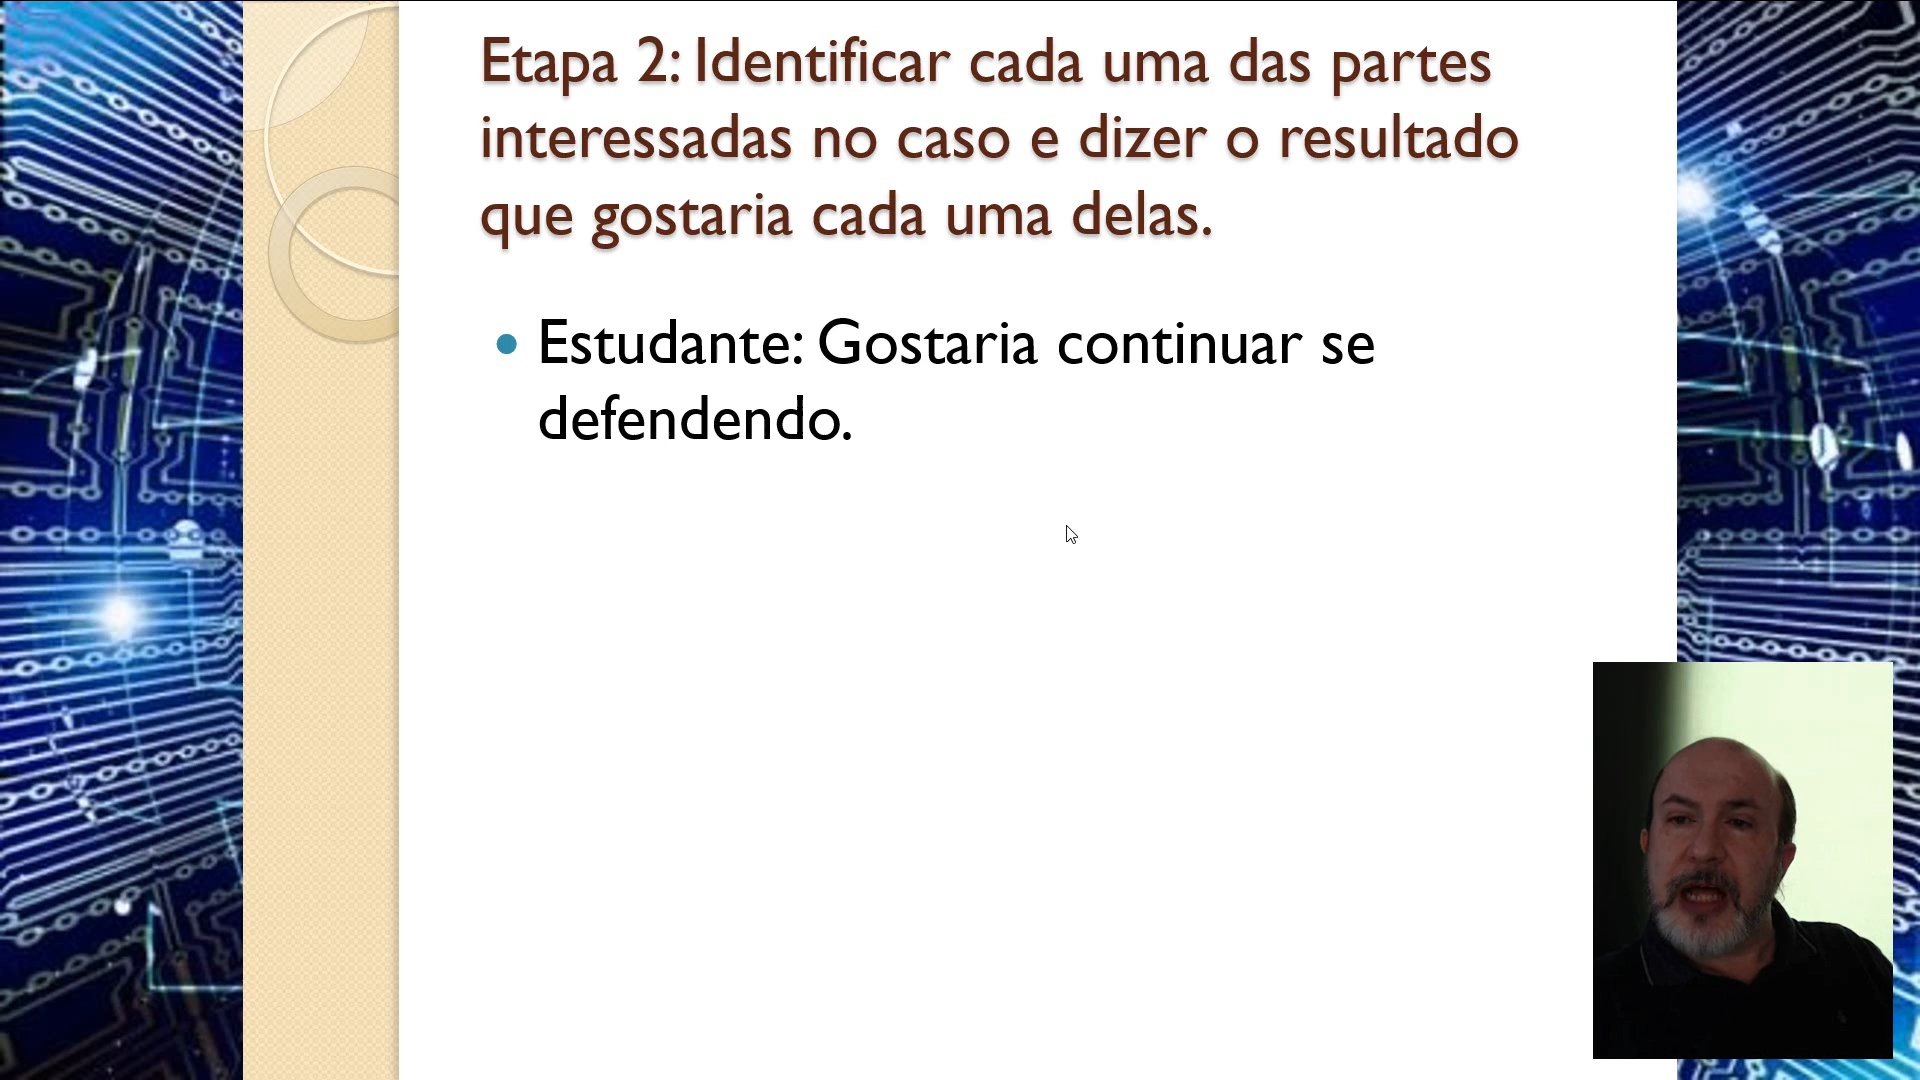 Etapa 2: Identificar cada uma das partes
interessadas no caso e dizer o resultado
que gostaria cada uma delas.
Estudante: Gostaria continuar se
defendendo.